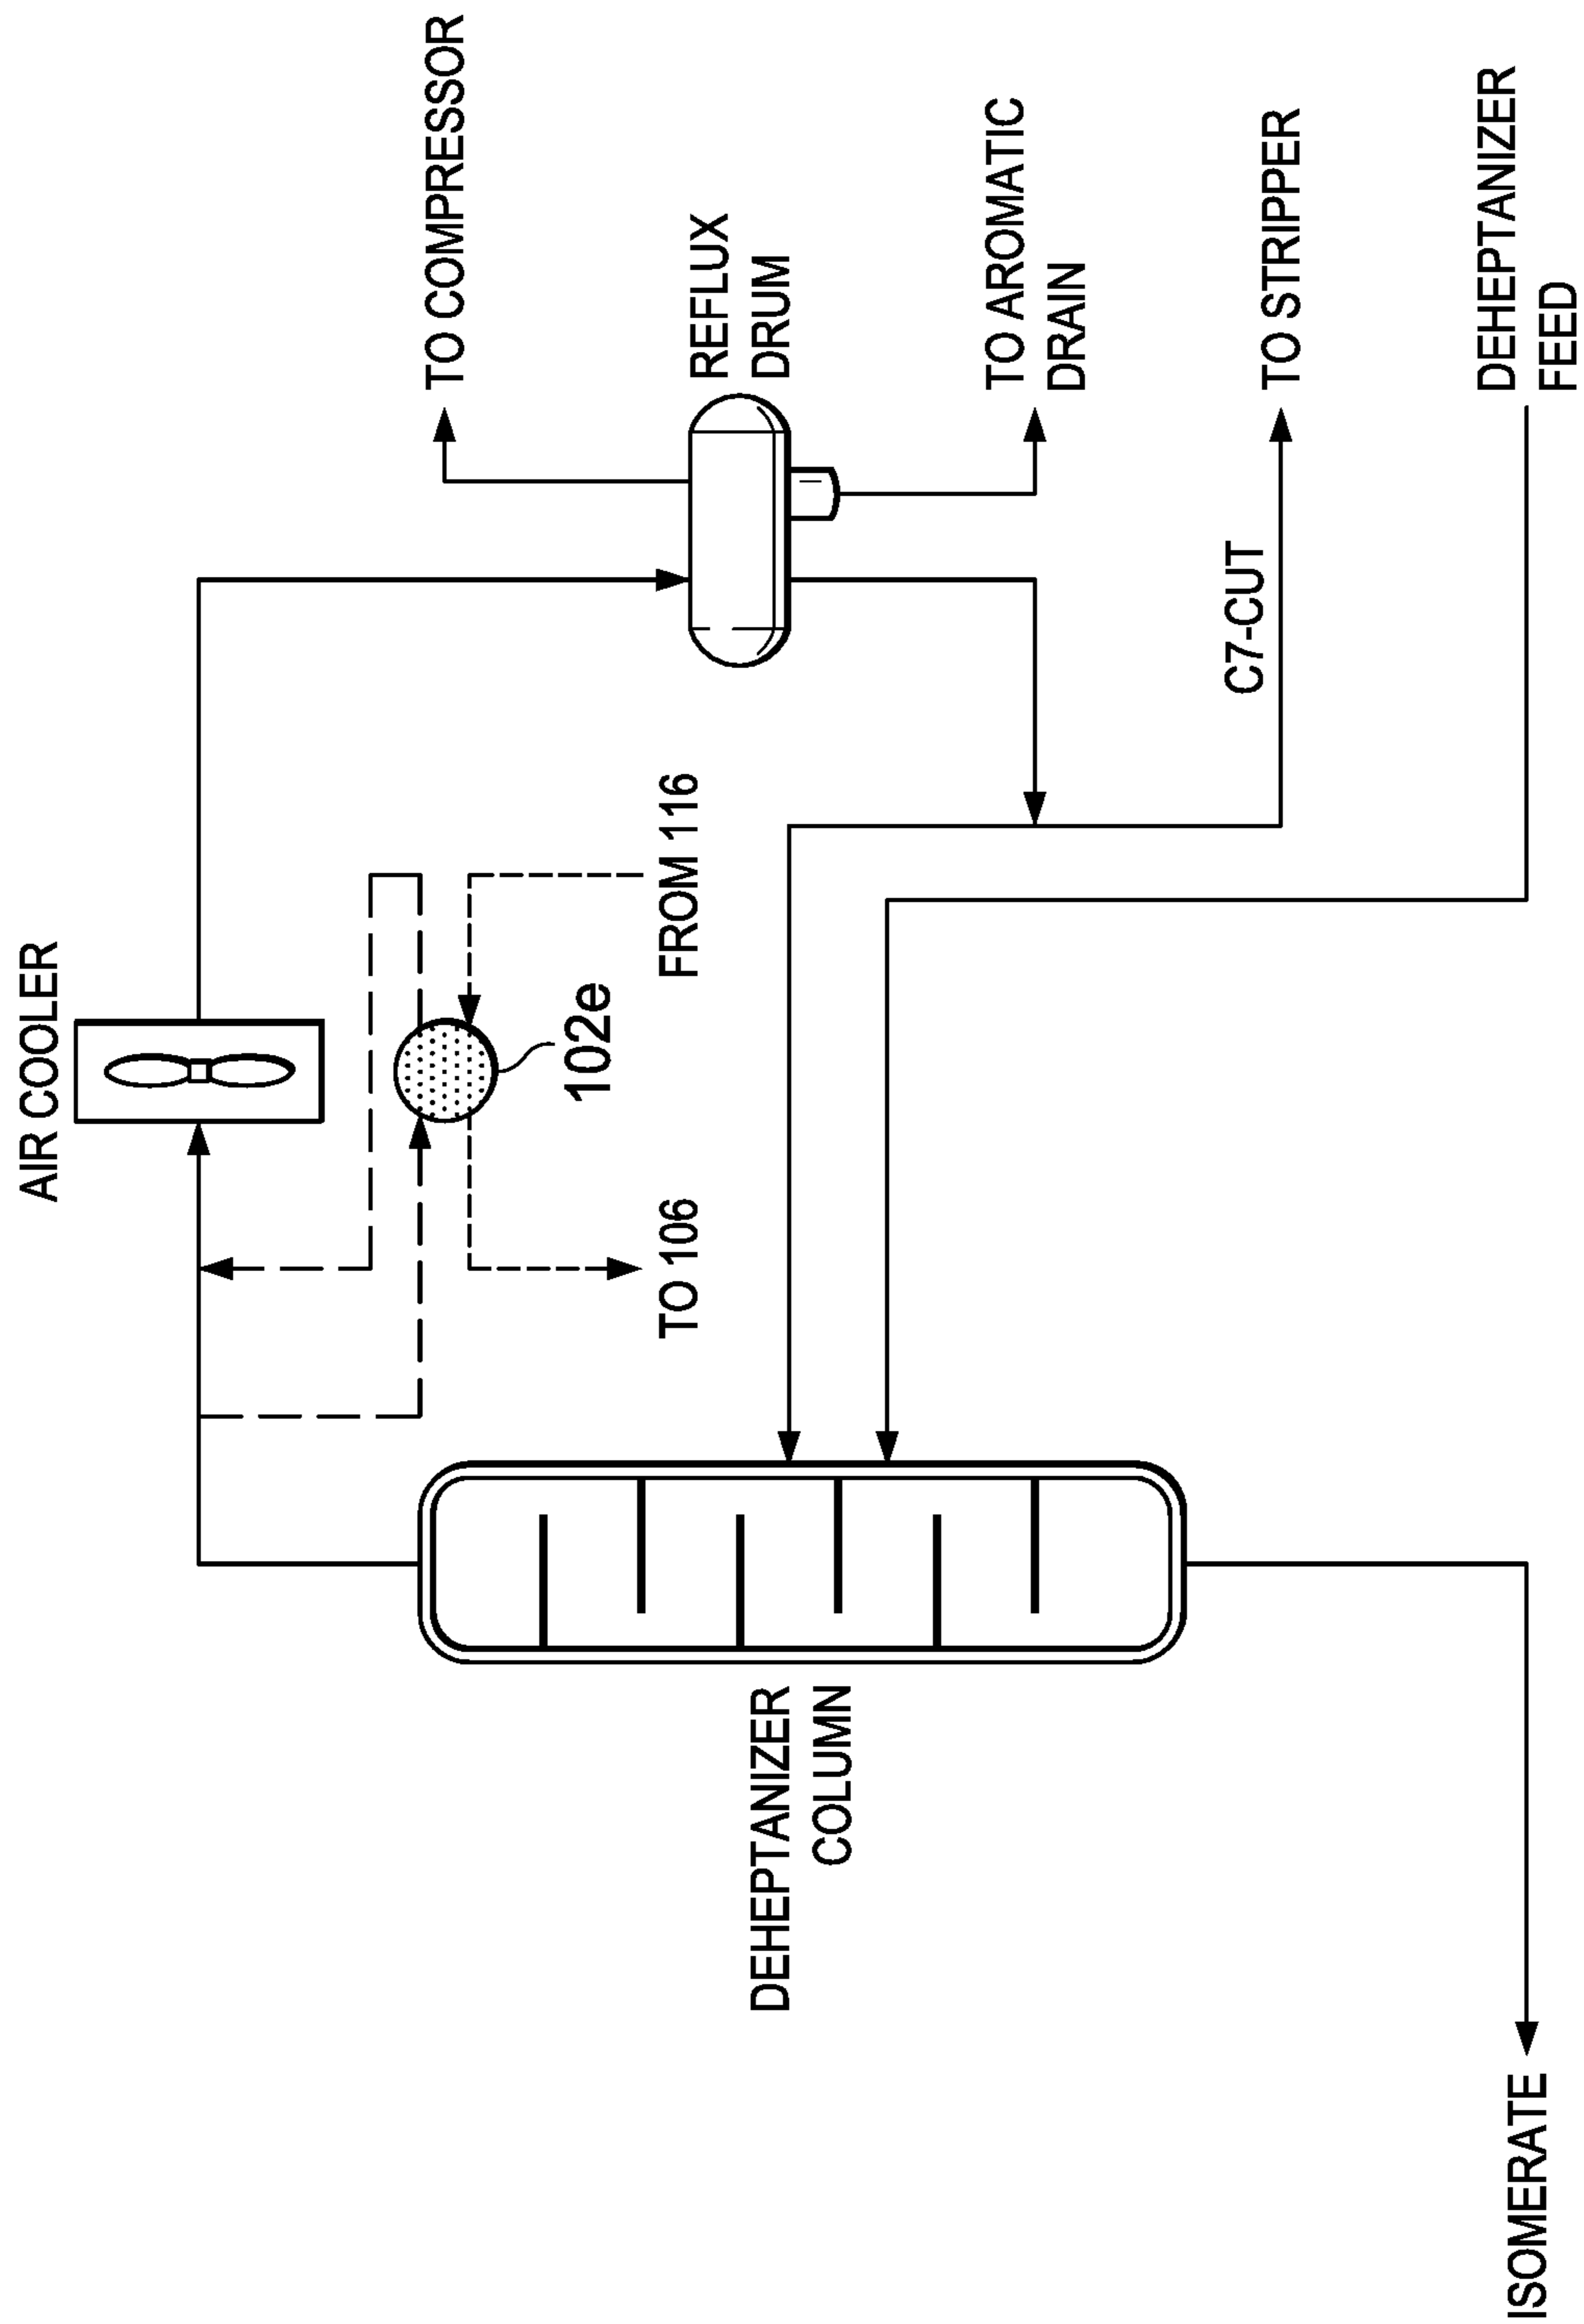 AIR COOLER
TO COMPRESSOR
102e
TO 106
FROM 116
REFLUX
DRUM
DEHEPTANIZER
COLUMN
TO AROMATIC
DRAIN
C7-CUT
TO STRIPPER
DEHEPTANIZER
FEED
ISOMERATE